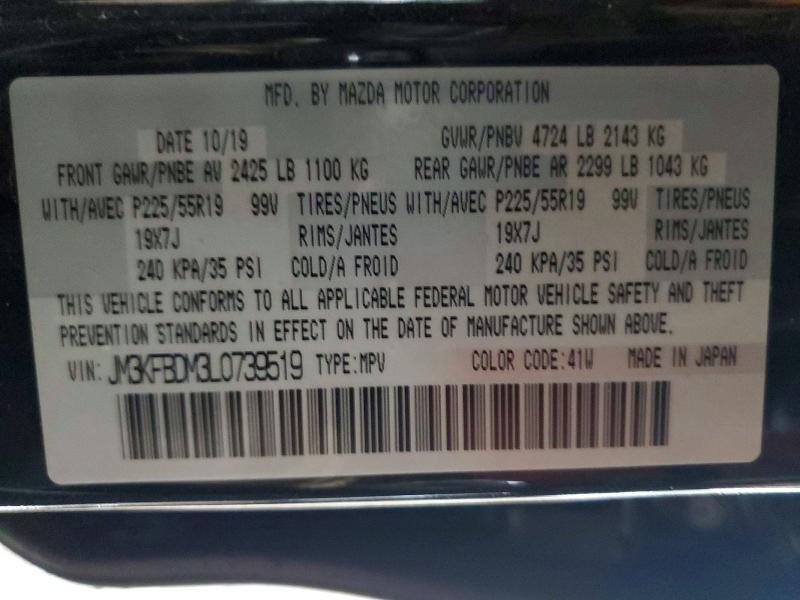 MFD. BY MAZDA MOTOR CORPORATION
DATE 10/19 GVWR/PNBV 4724 LB 2143 KG
FRONT GAWR/PNBE AV 2425 LB 1100 KG REAR GAWR/PNBE AR 2299 LB 1043 KG
WITH/AVEC P225/55R19 99V TIRES/PNEUS WITH/AVEC P225/55R19 99V TIRES/PNEUS
19X7J RIMS/JANTES 19X7J RIMS/JANTES
240 KPA/35 PSI COLD/A FROID 240 KPA/35 PSI COLD/A FROID
THIS VEHICLE CONFORMS TO ALL APPLICABLE FEDERAL MOTOR VEHICLE SAFETY AND THEFT
PREVENTION STANDARDS IN EFFECT ON THE DATE OF MANUFACTURE SHOWN ABOVE.
VIN: JM3KFBDM3L0739519 TYPE:MPV COLOR CODE:41W MADE IN JAPAN